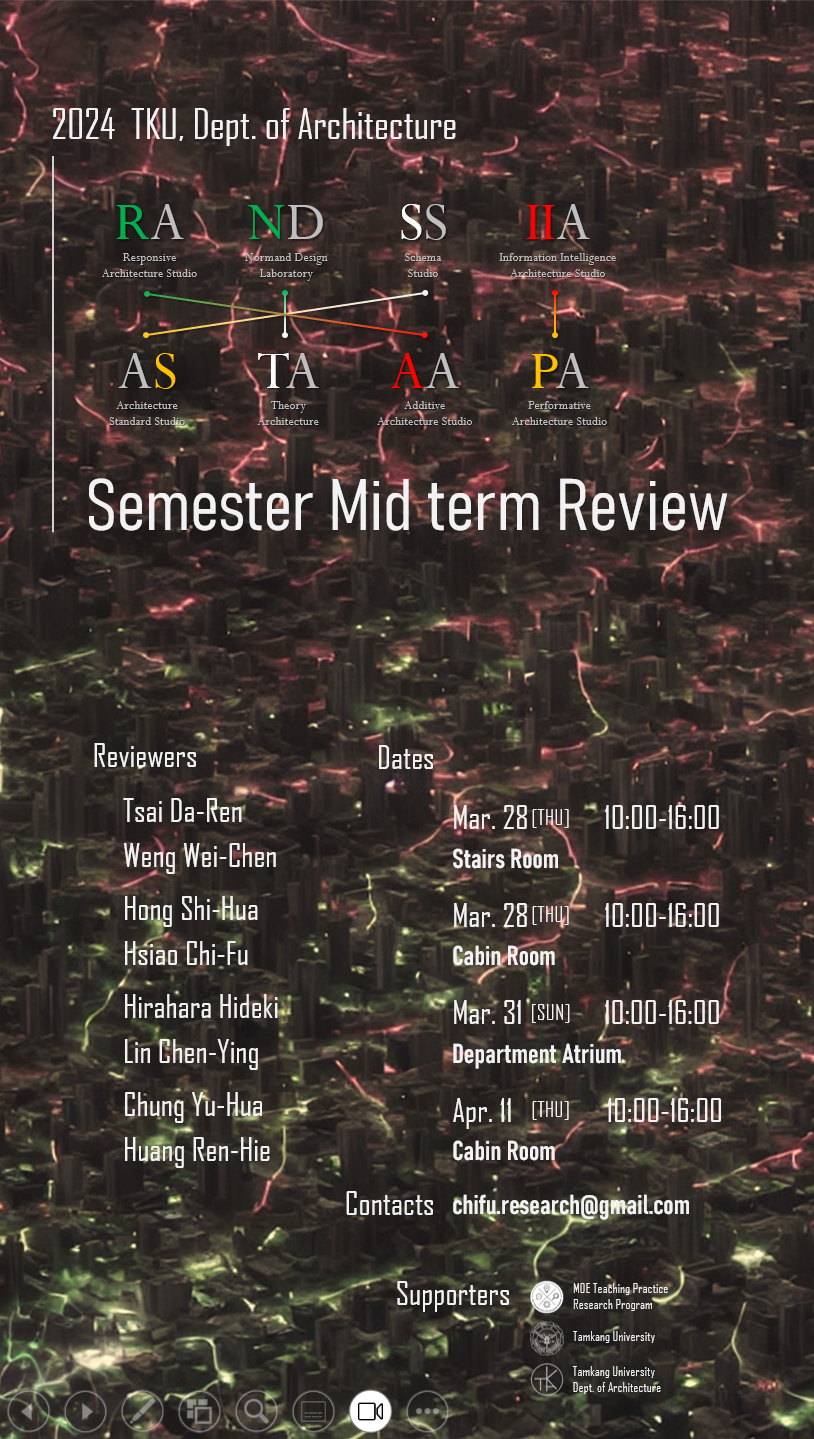 2024 TKU, Dept. of Architecture
RA ND SS IIA
Responsive Normand Design Schema Information Intelligence
Architecture Studio Laboratory Studio Architecture Studio
AS TA AA PA
Architecture Theory Additive Performative
Standard Studio Architecture Architecture Studio Architecture Studio
Semester Mid term Review
Reviewers
Tsai Da-Ren
Weng Wei-Chen
Hong Shi-Hua
Hsiao Chi-Fu
Hirahara Hideki
Lin Chen-Ying
Chung Yu-Hua
Huang Ren-Hie
Dates
Mar. 28 [THU] 10:00-16:00
Stairs Room
Mar. 28 [THU] 10:00-16:00
Cabin Room
Mar. 31 [SUN] 10:00-16:00
Department Atrium
Apr. 11 [THU] 10:00-16:00
Cabin Room
Contacts chifu.research@gmail.com
Supporters
MOE Teaching Practice
Research Program
Tamkang University
TK
Tamkang University
Dept. of Architecture